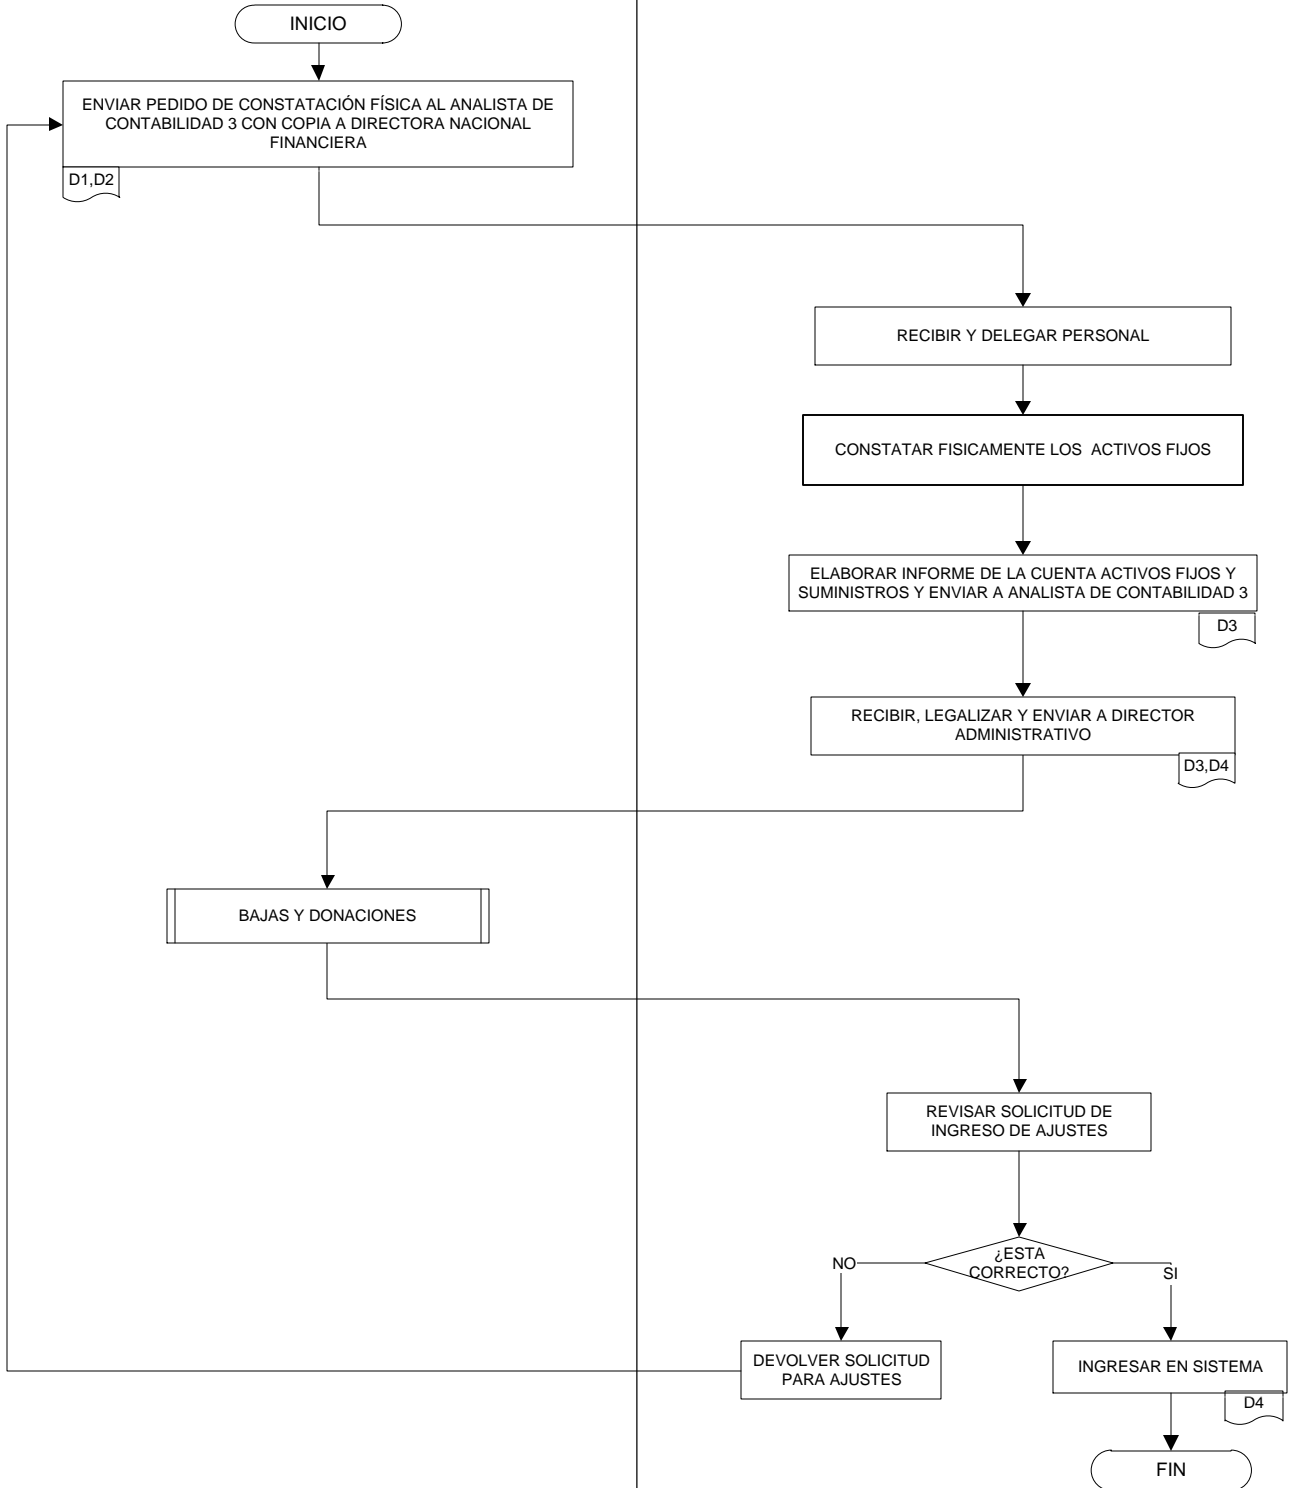 INICIO
ENVIAR PEDIDO DE CONSTATACIÓN FÍSICA AL ANALISTA DE
CONTABILIDAD 3 CON COPIA A DIRECTORA NACIONAL
FINANCIERA
D1,D2
RECIBIR Y DELEGAR PERSONAL
CONSTATAR FISICAMENTE LOS ACTIVOS FIJOS
ELABORAR INFORME DE LA CUENTA ACTIVOS FIJOS Y
SUMINISTROS Y ENVIAR A ANALISTA DE CONTABILIDAD 3
D3
RECIBIR, LEGALIZAR Y ENVIAR A DIRECTOR
ADMINISTRATIVO
D3,D4
BAJAS Y DONACIONES
REVISAR SOLICITUD DE
INGRESO DE AJUSTES
¿ESTA
CORRECTO?
NO
SI
DEVOLVER SOLICITUD
PARA AJUSTES
INGRESAR EN SISTEMA
D4
FIN